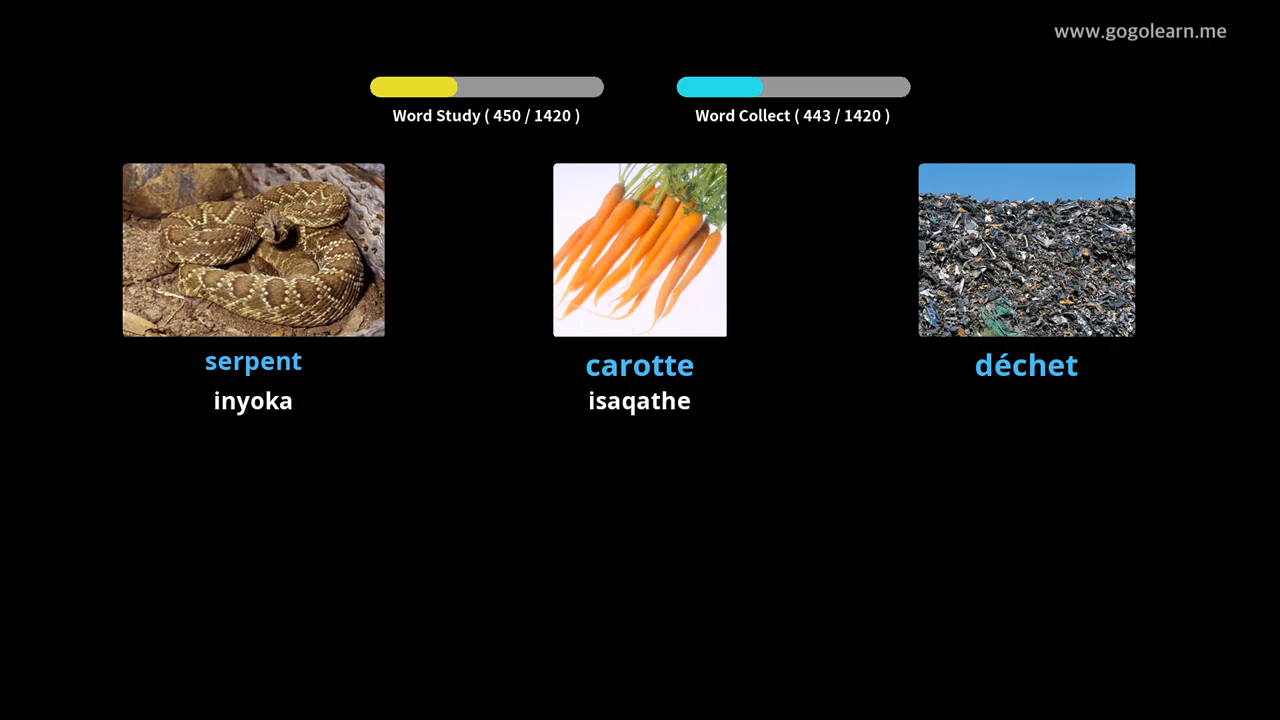 www.gogolearn.me
Word Study ( 450 / 1420 )
Word Collect ( 443 / 1420 )
serpent
inyoka
carotte
isaqathe
déchet